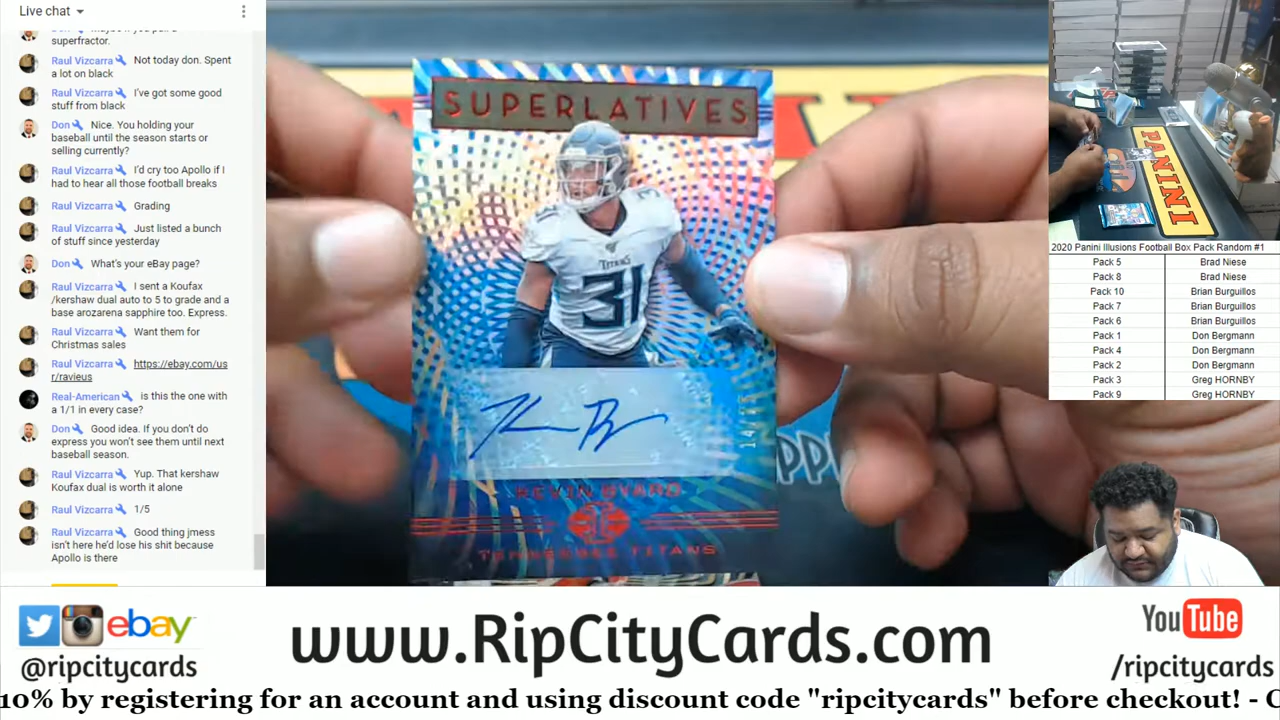 Live chat
superfractor.
Raul Vizcarra Not today don. Spent
a lot on black
Raul Vizcarra I've got some good
stuff from black
Don Nice. You holding your
baseball until the season starts or
selling currently?
Raul Vizcarra I'd cry too Apollo if I
had to hear all those football breaks
Raul Vizcarra Grading
Raul Vizcarra Just listed a bunch
of stuff since yesterday
Don What's your eBay page?
Raul Vizcarra I sent a Koufax
/kershaw dual auto to 5 to grade and a
base arozarena sapphire too. Express.
Raul Vizcarra Want them for
Christmas sales
Raul Vizcarra https://ebay.com/us
r/ravieus
Real-American is this the one with
a 1/1 in every case?
Don Good idea. If you don't do
express you won't see them until next
baseball season.
Raul Vizcarra Yup. That kershaw
Koufax dual is worth it alone
Raul Vizcarra 1/5
Raul Vizcarra Good thing jmess
isn't here he'd lose his shit because
Apollo is there
SUPERLATIVES
TITANS
31
KEVIN BYARD
TENNESSEE TITANS
PANINI
2020 Panini Illusions Football Box Pack Random #1
Pack 5 Brad Niese
Pack 8 Brad Niese
Pack 10 Brian Burguillos
Pack 7 Brian Burguillos
Pack 6 Brian Burguillos
Pack 1 Don Bergmann
Pack 4 Don Bergmann
Pack 2 Don Bergmann
Pack 3 Greg HORNBY
Pack 9 Greg HORNBY
ebay
@ripcitycards
www.RipCityCards.com
YouTube
/ripcitycards
10% by registering for an account and using discount code "ripcitycards" before checkout! - C